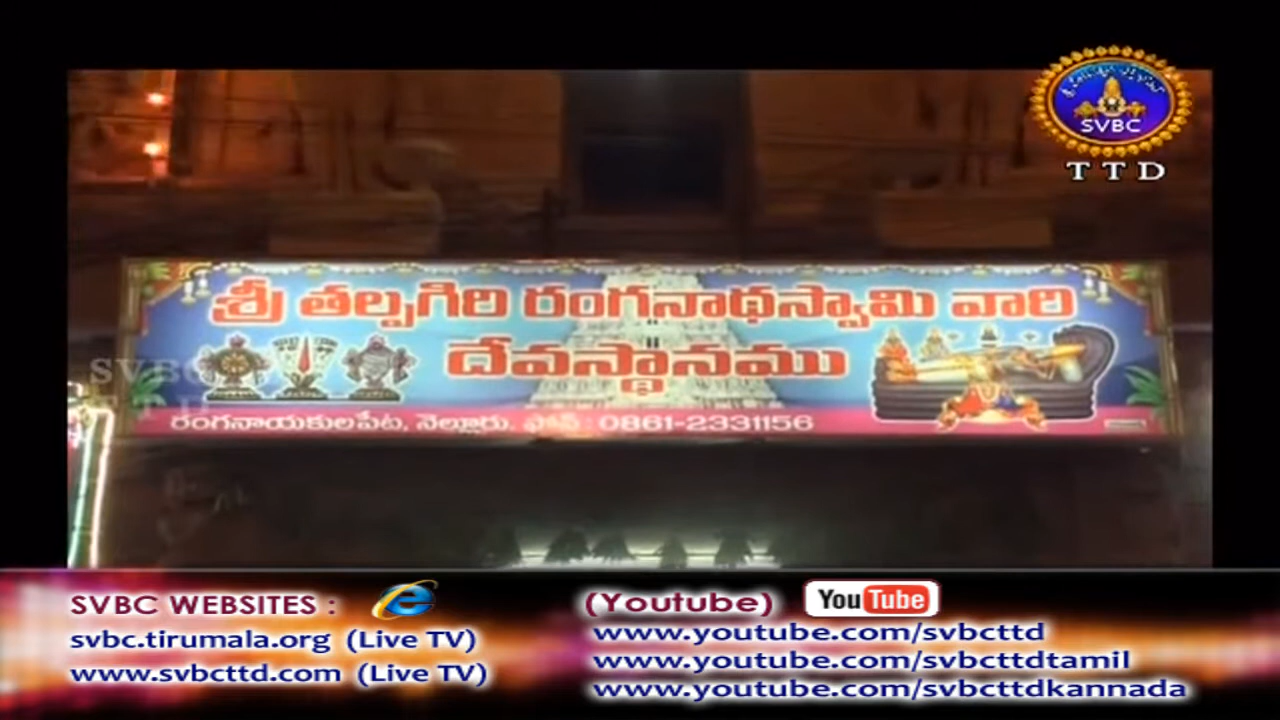 SVBC
T T D
శ్రీ తల్పగిరి రంగనాథస్వామి వారి
దేవస్థానము
SVBC
రంగనాయకులపేట, నెల్లూరు. ఫోన్ : 0861-2331156
SVBC WEBSITES :
svbc.tirumala.org (Live TV)
www.svbcttd.com (Live TV)
(Youtube) YouTube
www.youtube.com/svbcttd
www.youtube.com/svbcttdtamil
www.youtube.com/svbcttdkannada